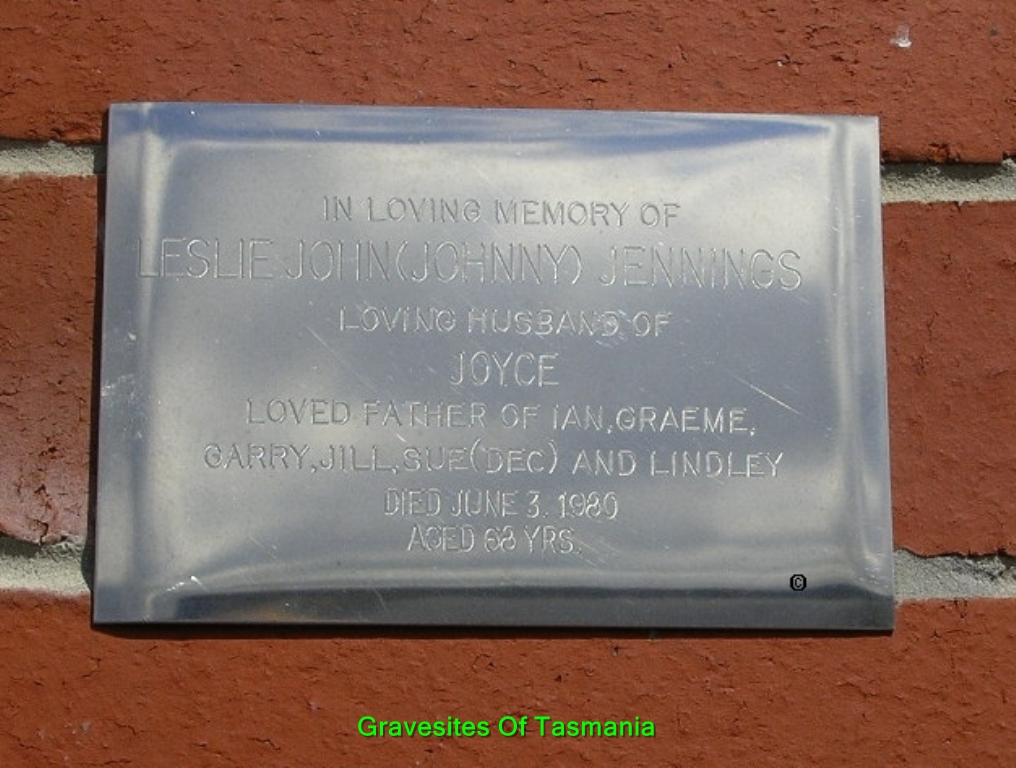 IN LOVING MEMORY OF
LESLIE JOHN (JOHNNY) JENNINGS
LOVING HUSBAND OF
JOYCE
LOVED FATHER OF IAN, GRAEME,
GARRY, JILL, SUE (DEC) AND LINDLEY
DIED JUNE 3. 1980
AGED 68 YRS.
©
Gravesites Of Tasmania